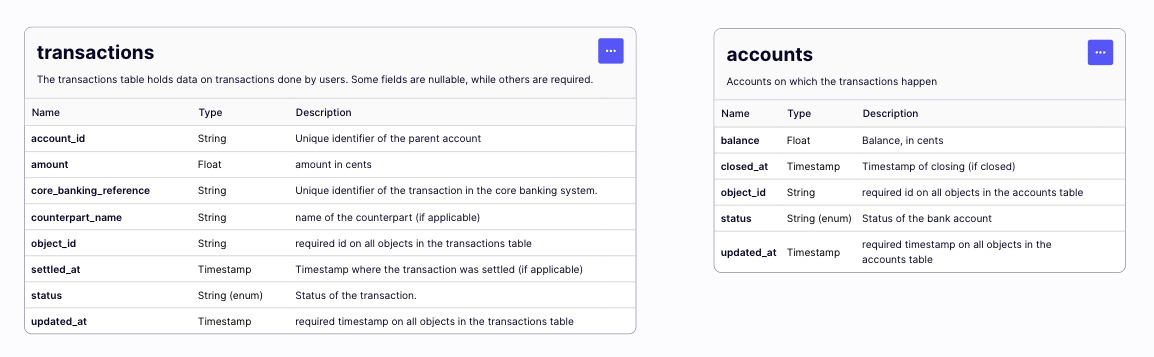 transactions
The transactions table holds data on transactions done by users. Some fields are nullable, while others are required.
Name Type Description
account_id String Unique identifier of the parent account
amount Float amount in cents
core_banking_reference String Unique identifier of the transaction in the core banking system.
counterpart_name String name of the counterpart (if applicable)
object_id String required id on all objects in the transactions table
settled_at Timestamp Timestamp where the transaction was settled (if applicable)
status String (enum) Status of the transaction.
updated_at Timestamp required timestamp on all objects in the transactions table
accounts
Accounts on which the transactions happen
Name Type Description
balance Float Balance, in cents
closed_at Timestamp Timestamp of closing (if closed)
object_id String required id on all objects in the accounts table
status String (enum) Status of the bank account
updated_at Timestamp required timestamp on all objects in the
accounts table